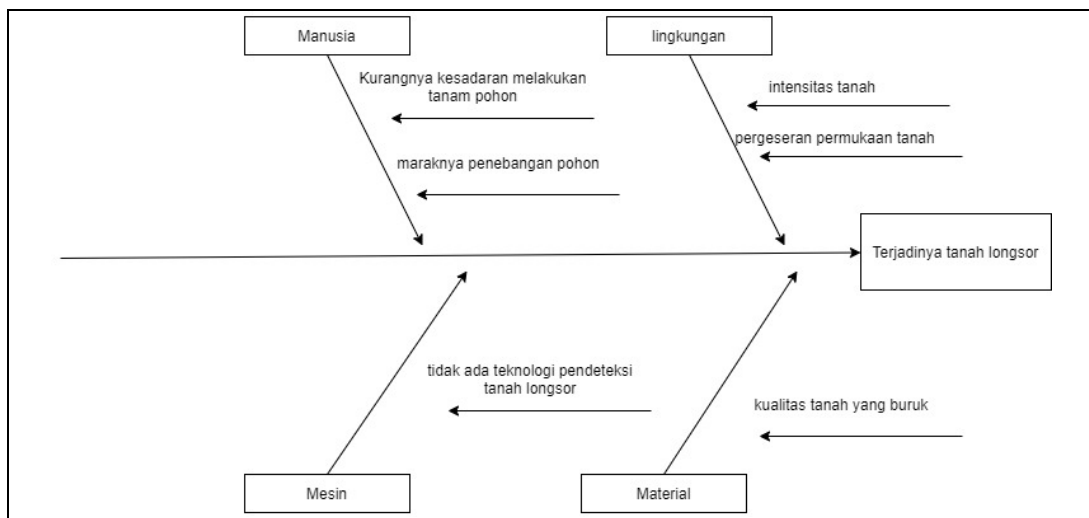 Manusia
lingkungan
Kurangnya kesadaran melakukan
tanam pohon
intensitas tanah
pergeseran permukaan tanah
maraknya penebangan pohon
Terjadinya tanah longsor
tidak ada teknologi pendeteksi
tanah longsor
kualitas tanah yang buruk
Mesin
Material